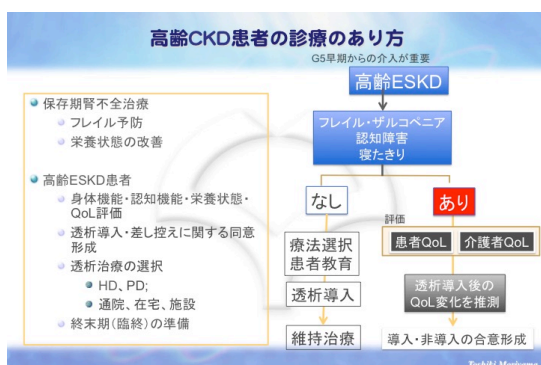 高齢CKD患者の診療のあり方
G5早期からの介入が重要
高齢ESKD
保存期腎不全治療
フレイル予防
栄養状態の改善
高齢ESKD患者
身体機能・認知機能・栄養状態・
QoL評価
透析導入・差し控えに関する同意
形成
透析治療の選択
HD、PD;
通院、在宅、施設
終末期(臨終)の準備
フレイル・ザルコペニア
認知障害
寝たきり
なし
あり
療法選択
患者教育
透析導入
維持治療
評価
患者QoL
介護者QoL
透析導入後の
QoL変化を推測
導入・非導入の合意形成
Toshiki Moriyama